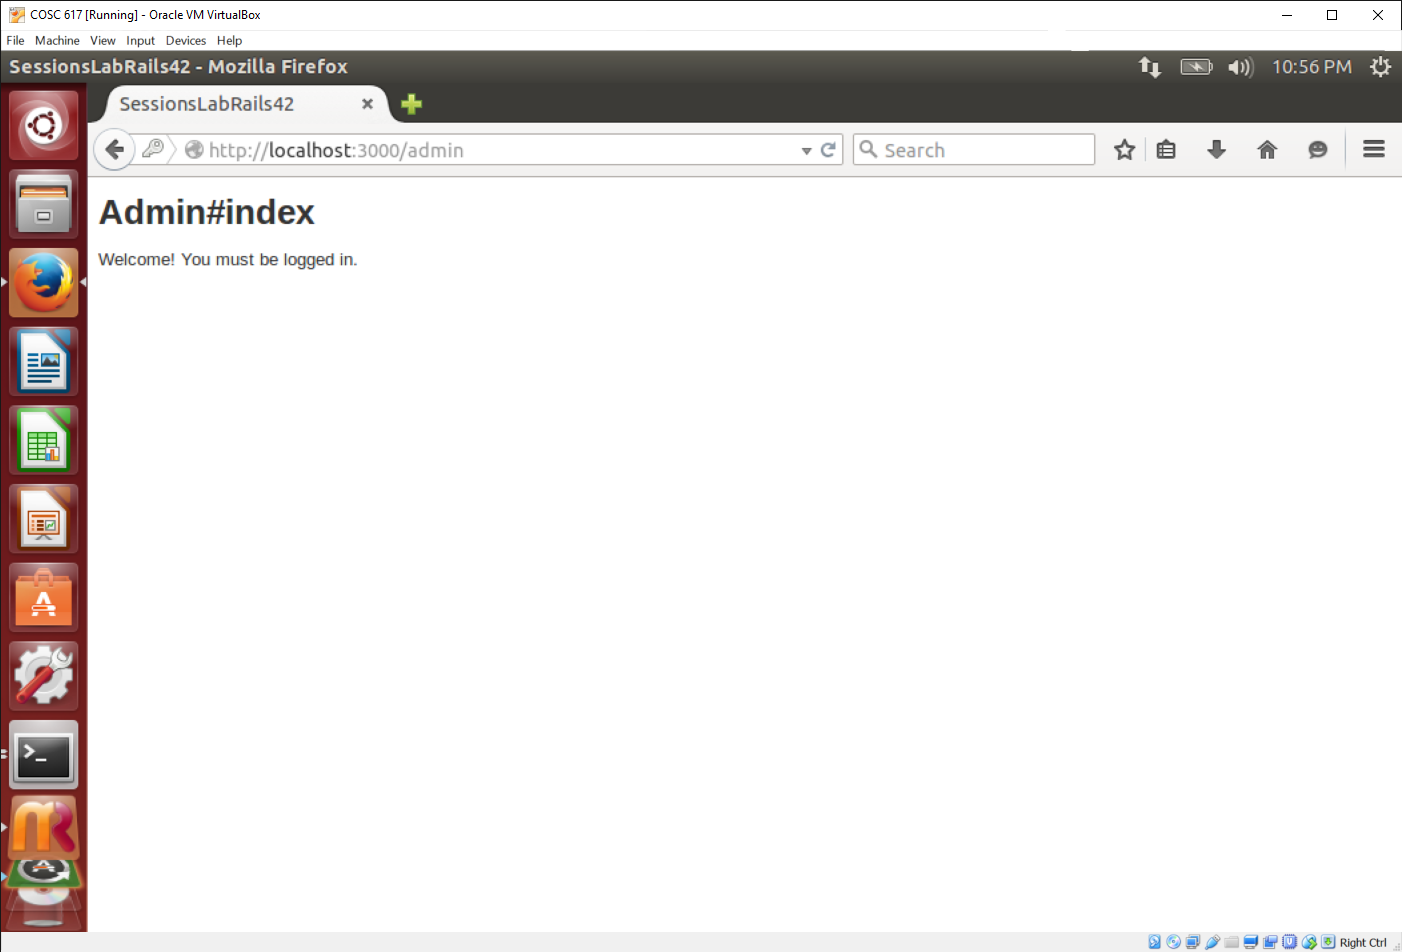 COSC 617 [Running] - Oracle VM VirtualBox
File Machine View Input Devices Help
SessionsLabRails42 - Mozilla Firefox
10:56 PM
SessionsLabRails42
http://localhost:3000/admin
Search
Admin#index
Welcome! You must be logged in.
Right Ctrl